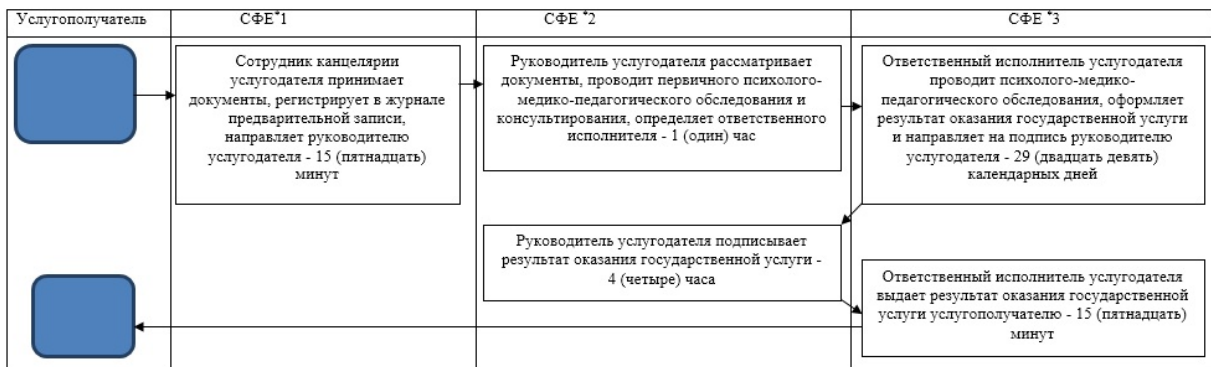 Услугополучатель
СФЕ*1
СФЕ *2
СФЕ *3
Сотрудник канцелярии
услугодателя принимает
документы, регистрирует в журнале
предварительной записи,
направляет руководителю
услугодателя - 15 (пятнадцать)
минут
Руководитель услугодателя рассматривает
документы, проводит первичного психолого-
медико-педагогического обследования и
консультирования, определяет ответственного
исполнителя - 1 (один) час
Ответственный исполнитель услугодателя
проводит психолого-медико-
педагогического обследования, оформляет
результат оказания государственной услуги
и направляет на подпись руководителю
услугодателя - 29 (двадцать девять)
календарных дней
Руководитель услугодателя подписывает
результат оказания государственной услуги -
4 (четыре) часа
Ответственный исполнитель услугодателя
выдает результат оказания государственной
услуги услугополучателю - 15 (пятнадцать)
минут